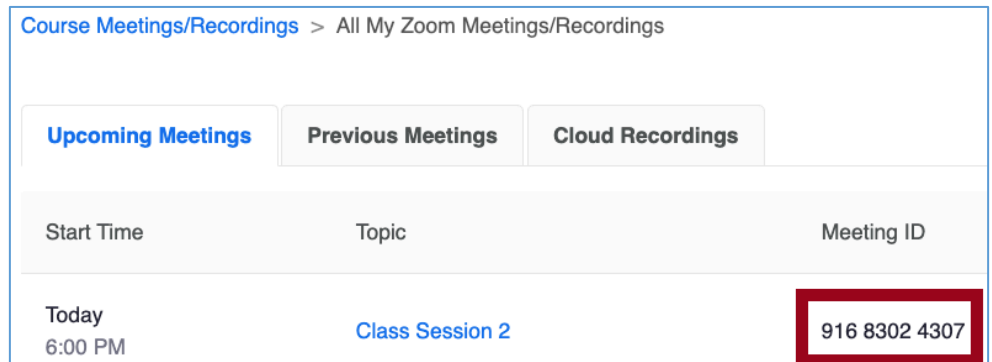 Course Meetings/Recordings > All My Zoom Meetings/Recordings
Upcoming Meetings Previous Meetings Cloud Recordings
Start Time Topic Meeting ID
Today
6:00 PM
Class Session 2
916 8302 4307